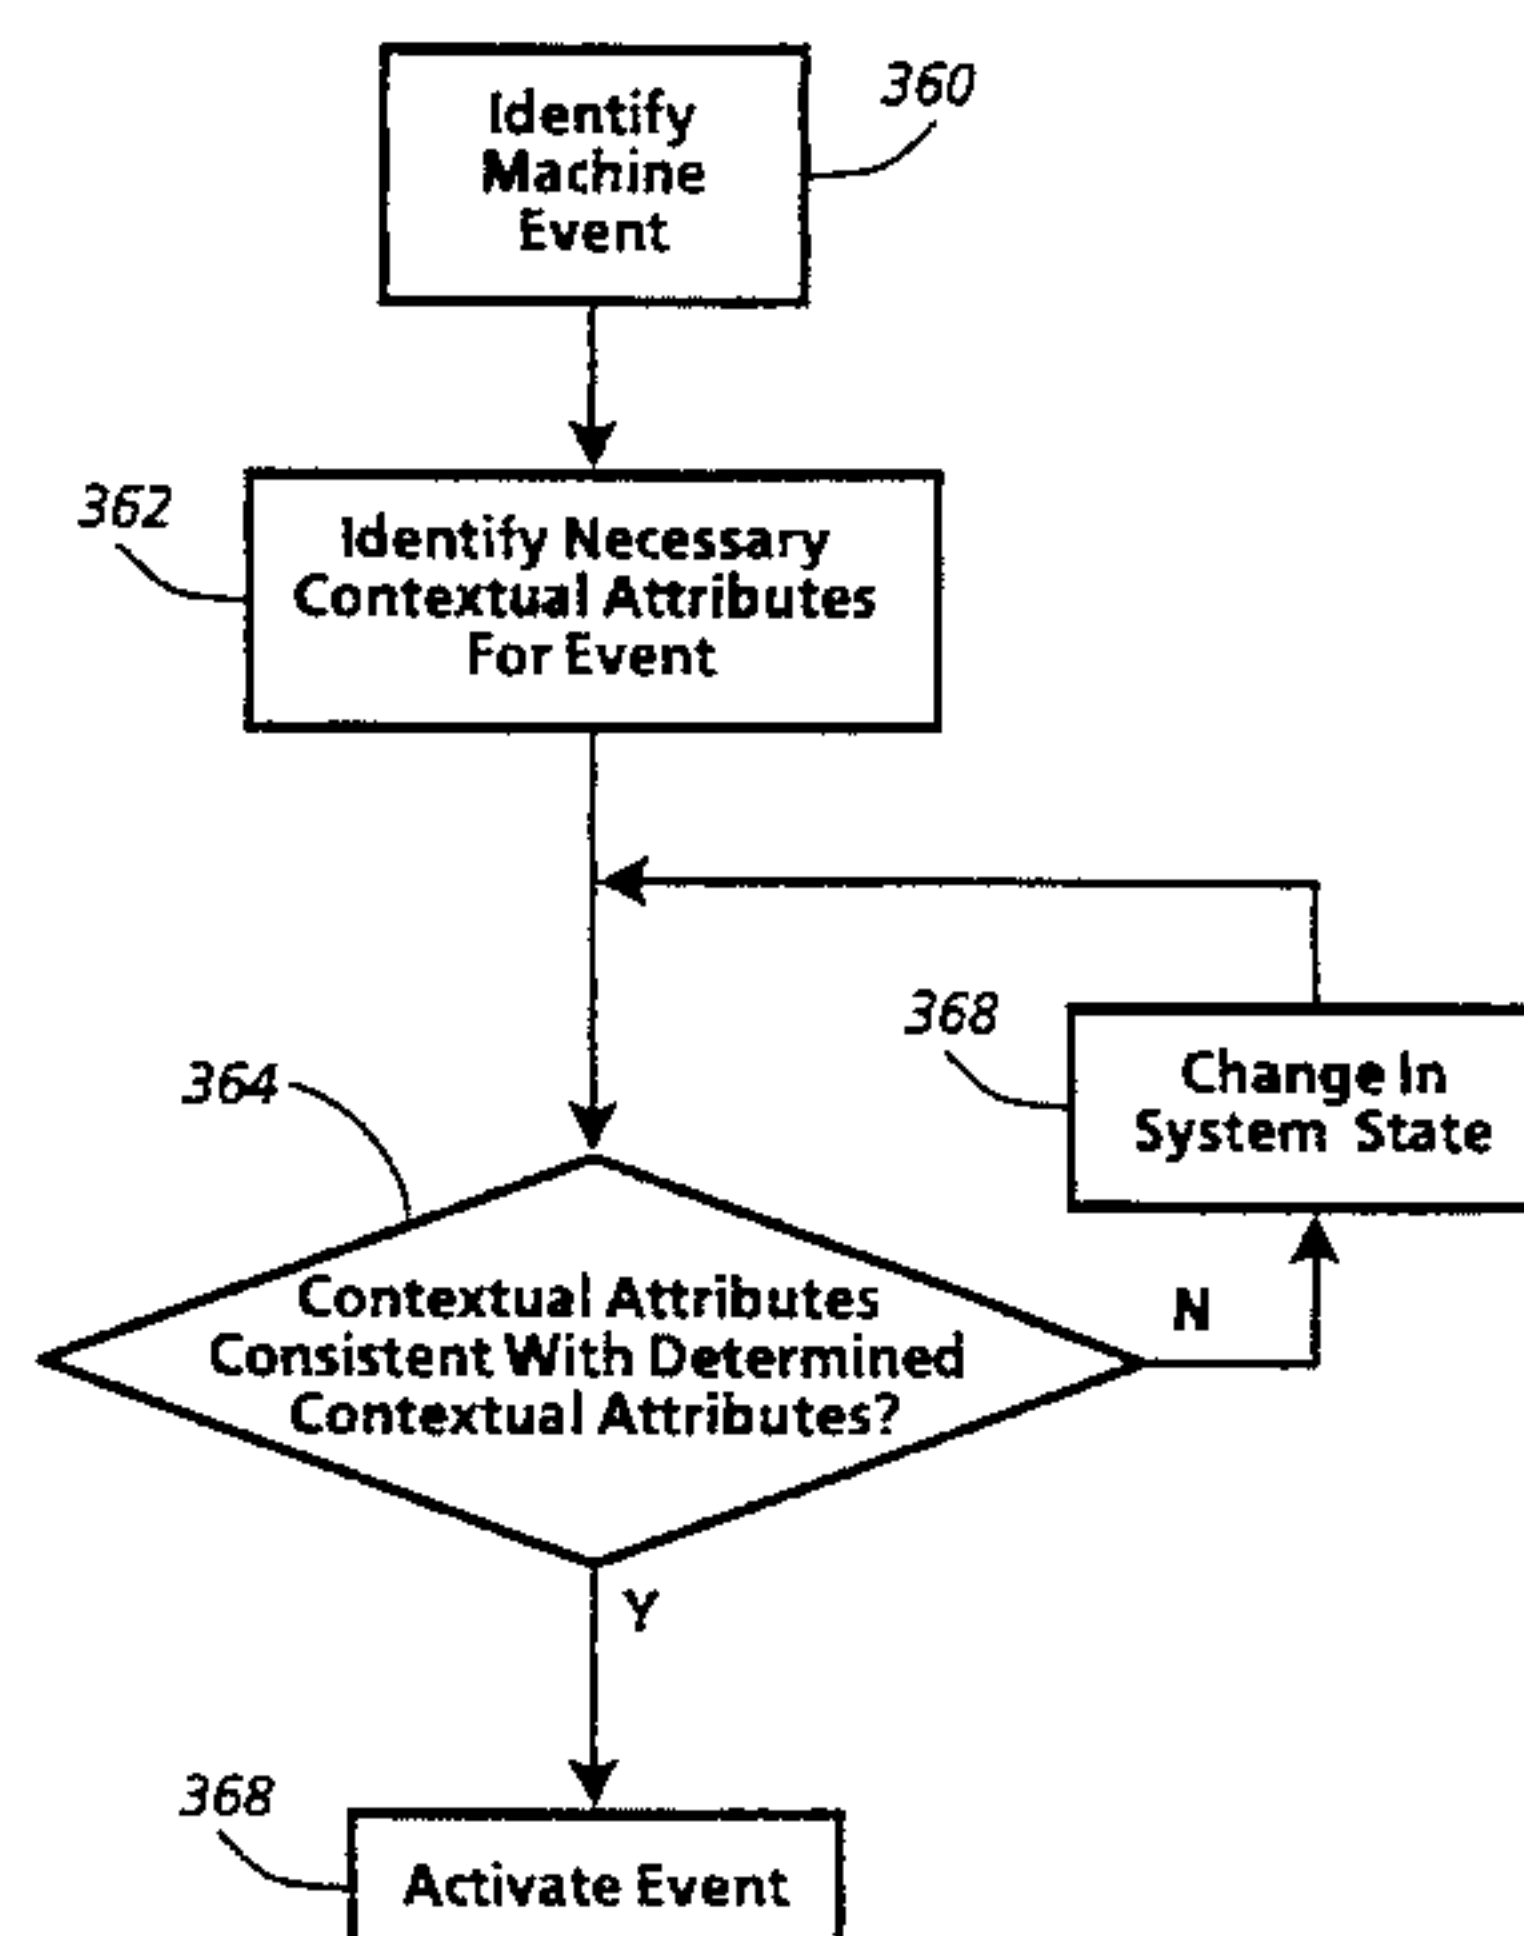 Identify
Machine
Event
360
362
Identify Necessary
Contextual Attributes
For Event
368
Change In
System State
364
Contextual Attributes
Consistent With Determined
Contextual Attributes?
N
Y
368
Activate Event